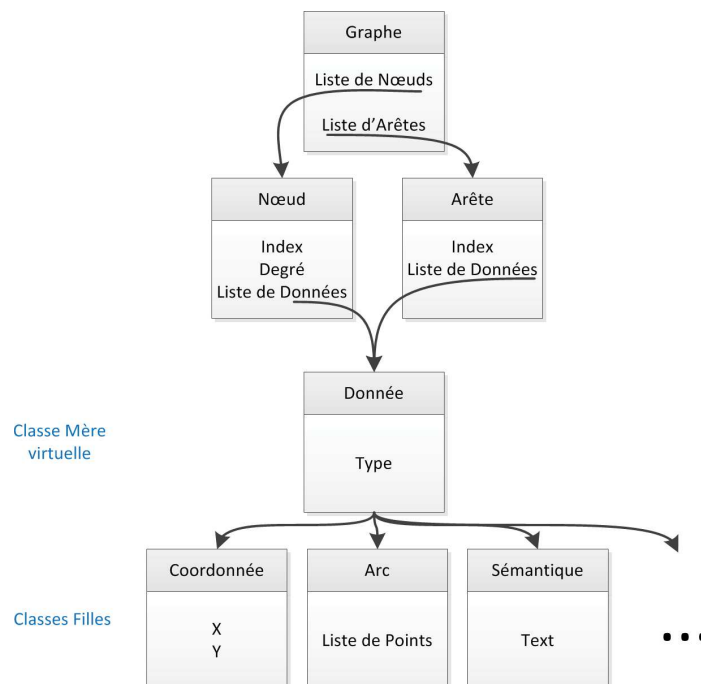 Graphe
Liste de Nœuds
Liste d'Arêtes
Nœud
Index
Degré
Liste de Données
Arête
Index
Liste de Données
Donnée
Type
Classe Mère
virtuelle
Coordonnée
X
Y
Arc
Liste de Points
Sémantique
Text
Classes Filles
...